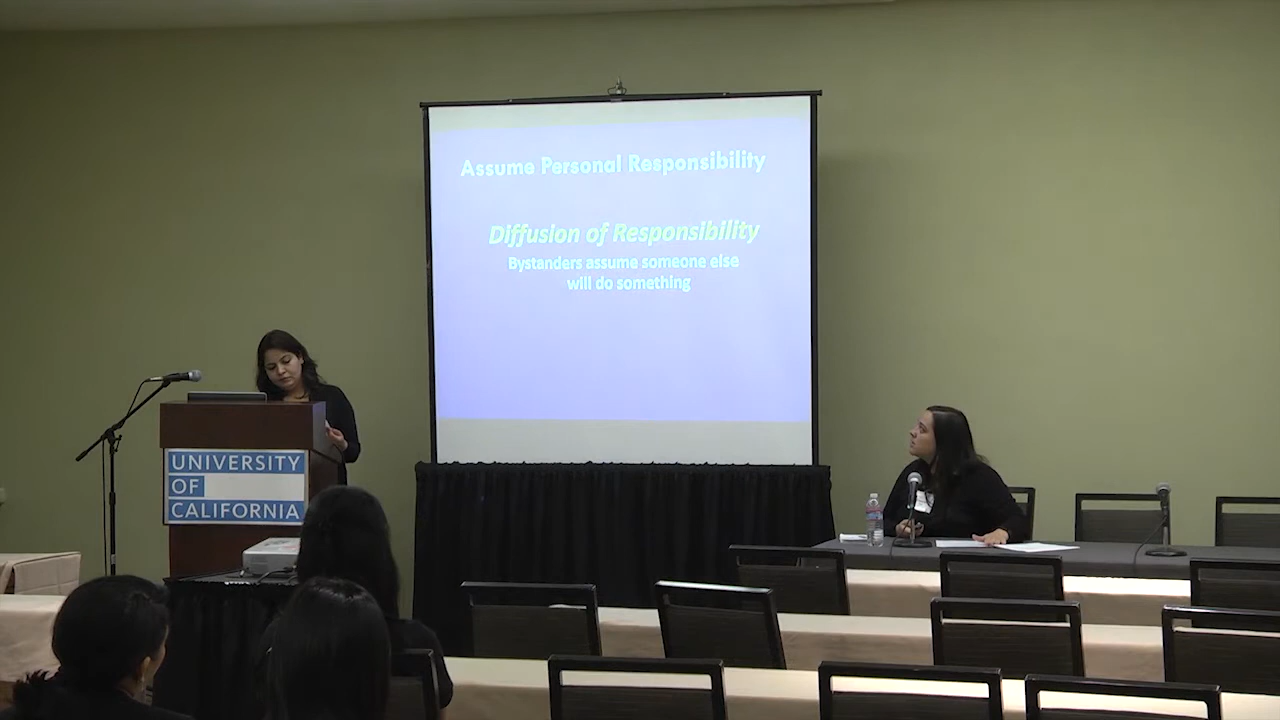 Assume Personal Responsibility
Diffusion of Responsibility
Bystanders assume someone else
will do something
UNIVERSITY
OF
CALIFORNIA